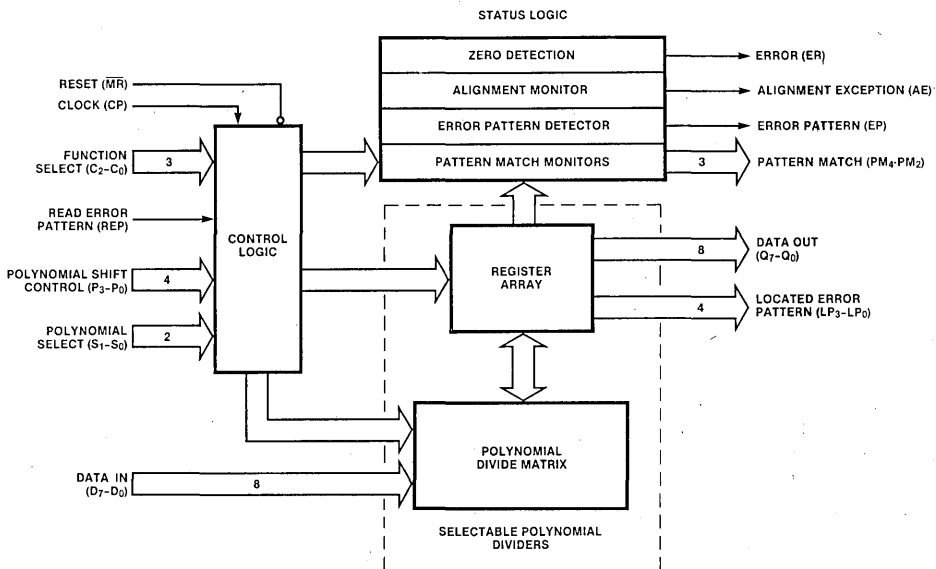 STATUS LOGIC
ZERO DETECTION
ERROR (ER)
RESET (M̅R̅)
ALIGNMENT MONITOR
ALIGNMENT EXCEPTION (AE)
CLOCK (CP)
ERROR PATTERN DETECTOR
ERROR PATTERN (EP)
FUNCTION
SELECT (C2-C0)
3
PATTERN MATCH MONITORS
3
PATTERN MATCH (PM4-PM2)
READ ERROR
PATTERN (REP)
CONTROL
LOGIC
REGISTER
ARRAY
8
DATA OUT
(Q7-Q0)
POLYNOMIAL SHIFT
CONTROL (P3-P0)
4
4
LOCATED ERROR
PATTERN (LP3-LP0)
POLYNOMIAL
SELECT (S1-S0)
2
POLYNOMIAL
DIVIDE MATRIX
DATA IN
(D7-D0)
8
SELECTABLE POLYNOMIAL
DIVIDERS